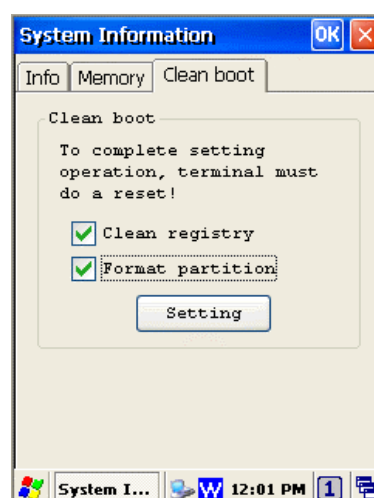 System Information OK
Info Memory Clean boot
Clean boot
To complete setting
operation, terminal must
do a reset!
Clean registry
Format partition
Setting
System I... W 12:01 PM 1